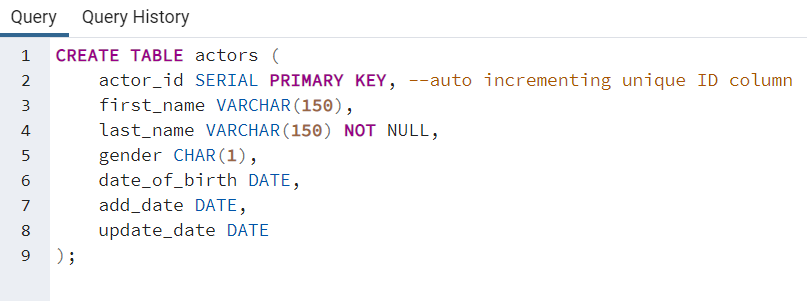 Query Query History
1 CREATE TABLE actors (
2 actor_id SERIAL PRIMARY KEY, --auto incrementing unique ID column
3 first_name VARCHAR(150),
4 last_name VARCHAR(150) NOT NULL,
5 gender CHAR(1),
6 date_of_birth DATE,
7 add_date DATE,
8 update_date DATE
9 );